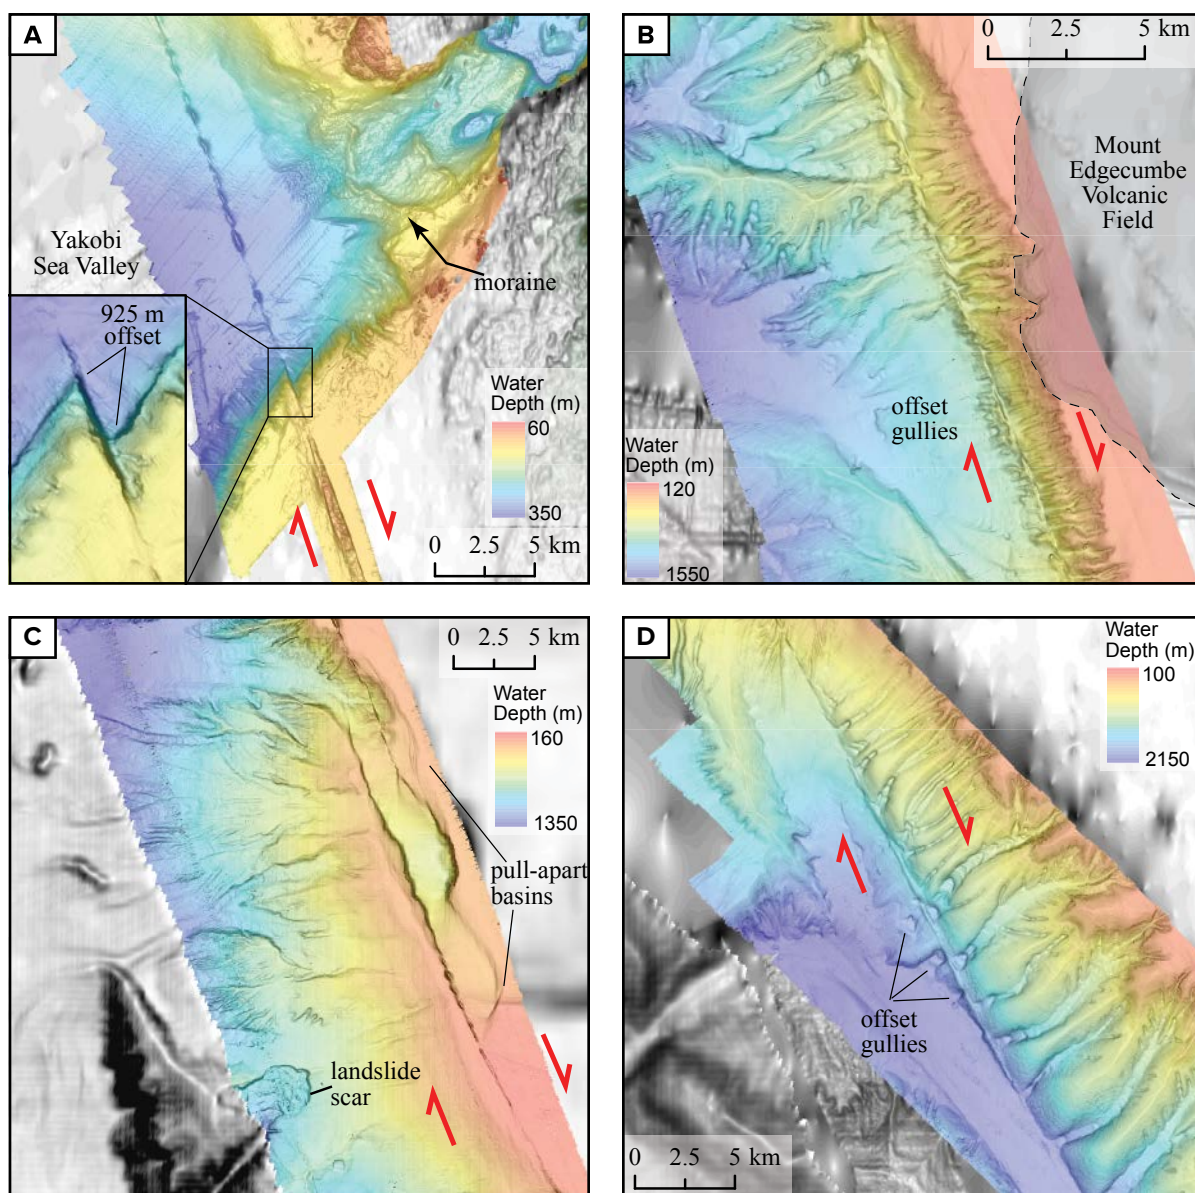 A
Yakobi
Sea Valley
moraine
925 m
offset
Water
Depth (m)
60
350
0 2.5 5 km
B
0 2.5 5 km
Mount
Edgecumbe
Volcanic
Field
offset
gullies
Water
Depth (m)
120
1550
C
0 2.5 5 km
Water
Depth (m)
160
1350
pull-apart
basins
landslide
scar
D
Water
Depth (m)
100
2150
offset
gullies
0 2.5 5 km